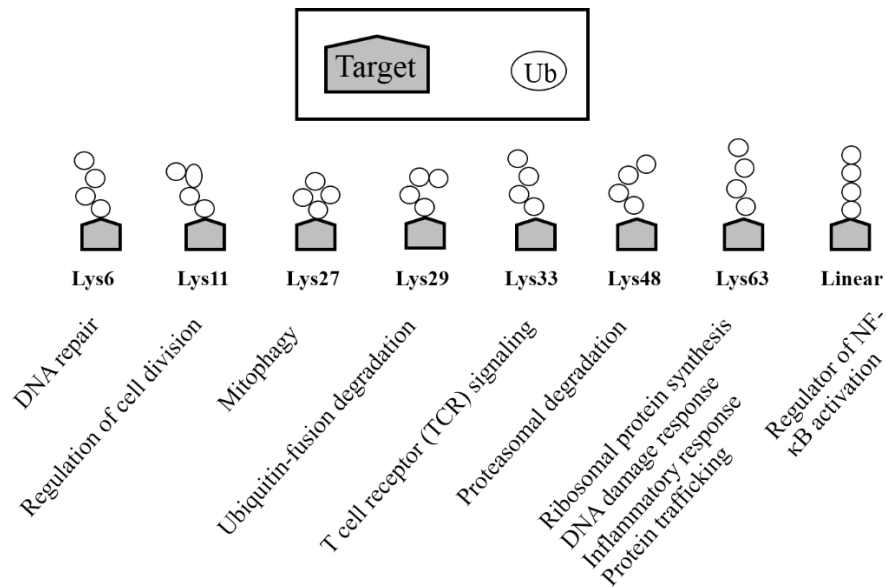 Target
Ub
Lys6
Lys11
Lys27
Lys29
Lys33
Lys48
Lys63
Linear
DNA repair
Regulation of cell division
Mitophagy
Ubiquitin-fusion degradation
T cell receptor (TCR) signaling
Proteasomal degradation
Ribosomal protein synthesis
DNA damage response
Inflammatory response
Protein trafficking
Regulator of NF-
κB activation